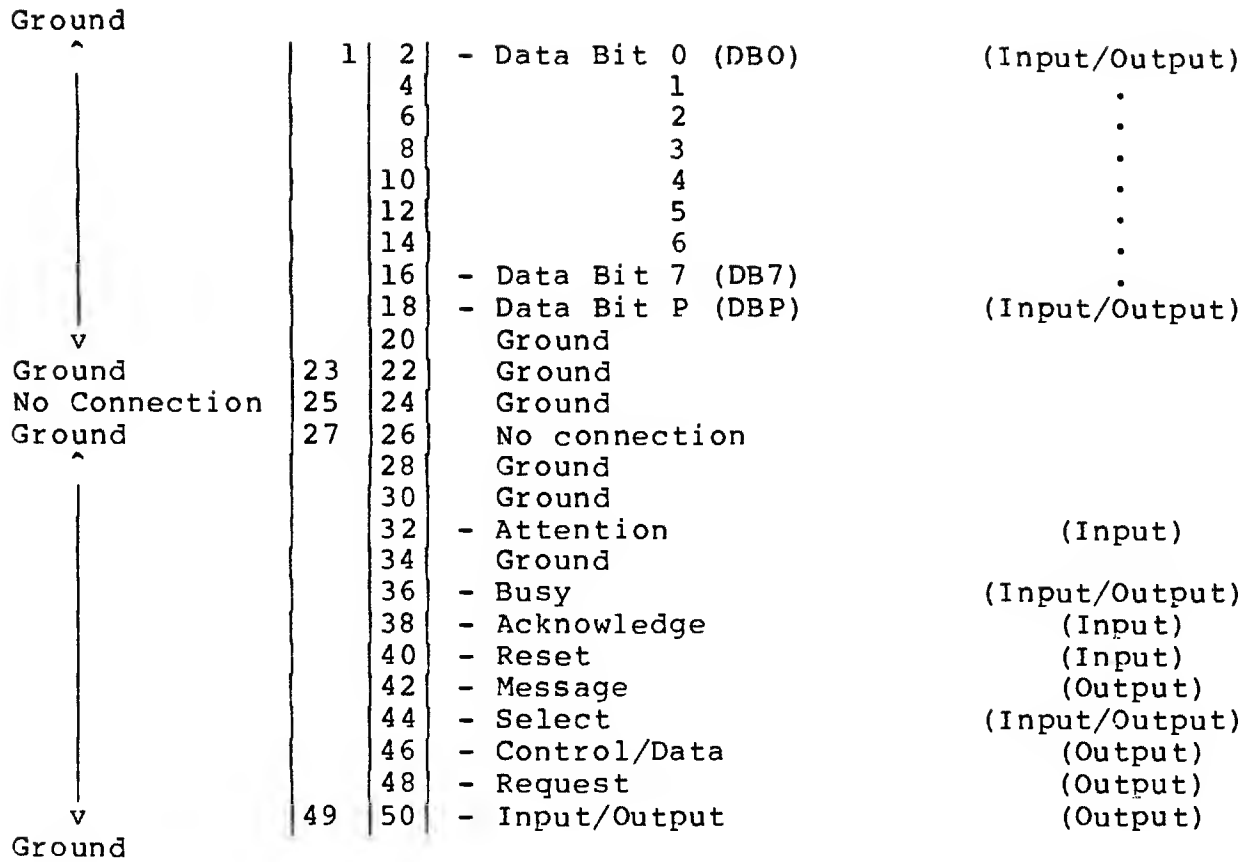 Ground
^
1 2 - Data Bit 0 (DB0) (Input/Output)
4 1 .
6 2 .
8 3 .
10 4 .
12 5 .
14 6 .
16 - Data Bit 7 (DB7) .
18 - Data Bit P (DBP) (Input/Output)
v 20 Ground
Ground 23 22 Ground
No Connection 25 24 Ground
Ground 27 26 No connection
^ 28 Ground
30 Ground
32 - Attention (Input)
34 Ground
36 - Busy (Input/Output)
38 - Acknowledge (Input)
40 - Reset (Input)
42 - Message (Output)
44 - Select (Input/Output)
46 - Control/Data (Output)
48 - Request (Output)
v 49 50 - Input/Output (Output)
Ground